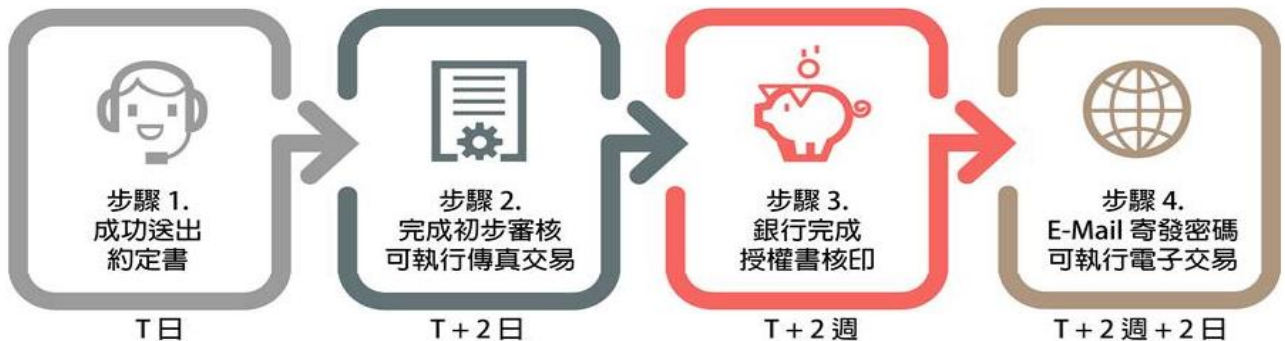 步驟 1.
成功送出
約定書
T 日
步驟 2.
完成初步審核
可執行傳真交易
T + 2 日
步驟 3.
銀行完成
授權書核印
T + 2 週
步驟 4.
E-Mail 寄發密碼
可執行電子交易
T + 2 週 + 2 日